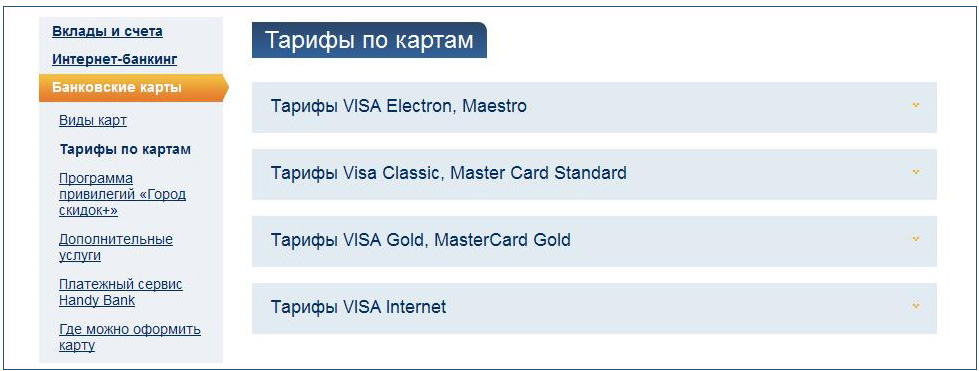 Вклады и счета
Интернет-банкинг
Банковские карты
Виды карт
Тарифы по картам
Программа
привилегий «Город
скидок+»
Дополнительные
услуги
Платежный сервис
Handy Bank
Где можно оформить
карту
Тарифы по картам
Тарифы VISA Electron, Maestro
Тарифы Visa Classic, Master Card Standard
Тарифы VISA Gold, MasterCard Gold
Тарифы VISA Internet